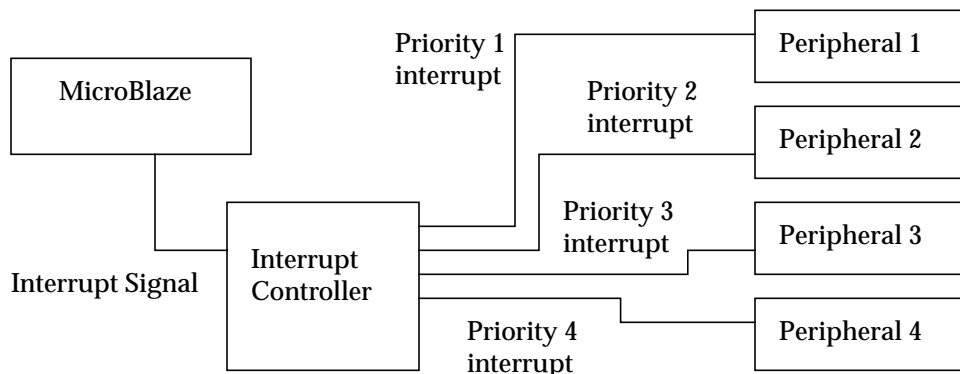 MicroBlaze
Priority 1
interrupt
Peripheral 1
Priority 2
interrupt
Peripheral 2
Priority 3
interrupt
Peripheral 3
Interrupt Signal
Interrupt
Controller
Priority 4
interrupt
Peripheral 4